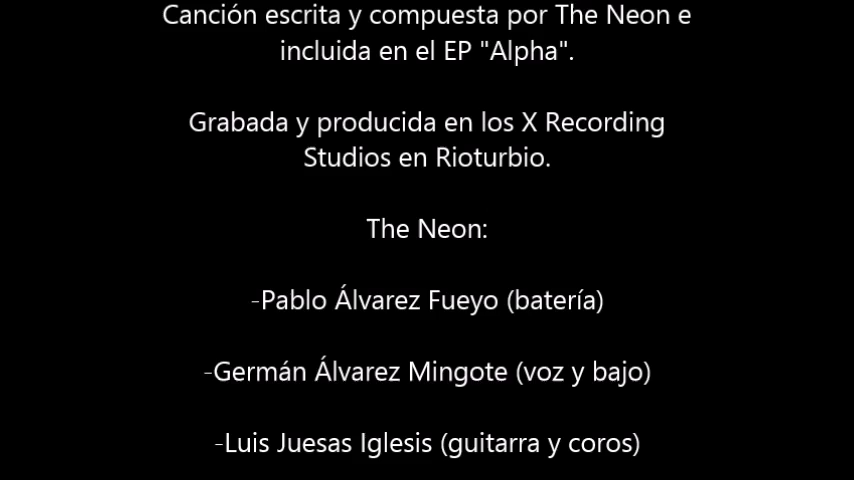 Canción escrita y compuesta por The Neon e
incluida en el EP "Alpha".
Grabada y producida en los X Recording
Studios en Rioturbio.
The Neon:
-Pablo Álvarez Fueyo (batería)
-Germán Álvarez Mingote (voz y bajo)
-Luis Juesas Iglesis (guitarra y coros)